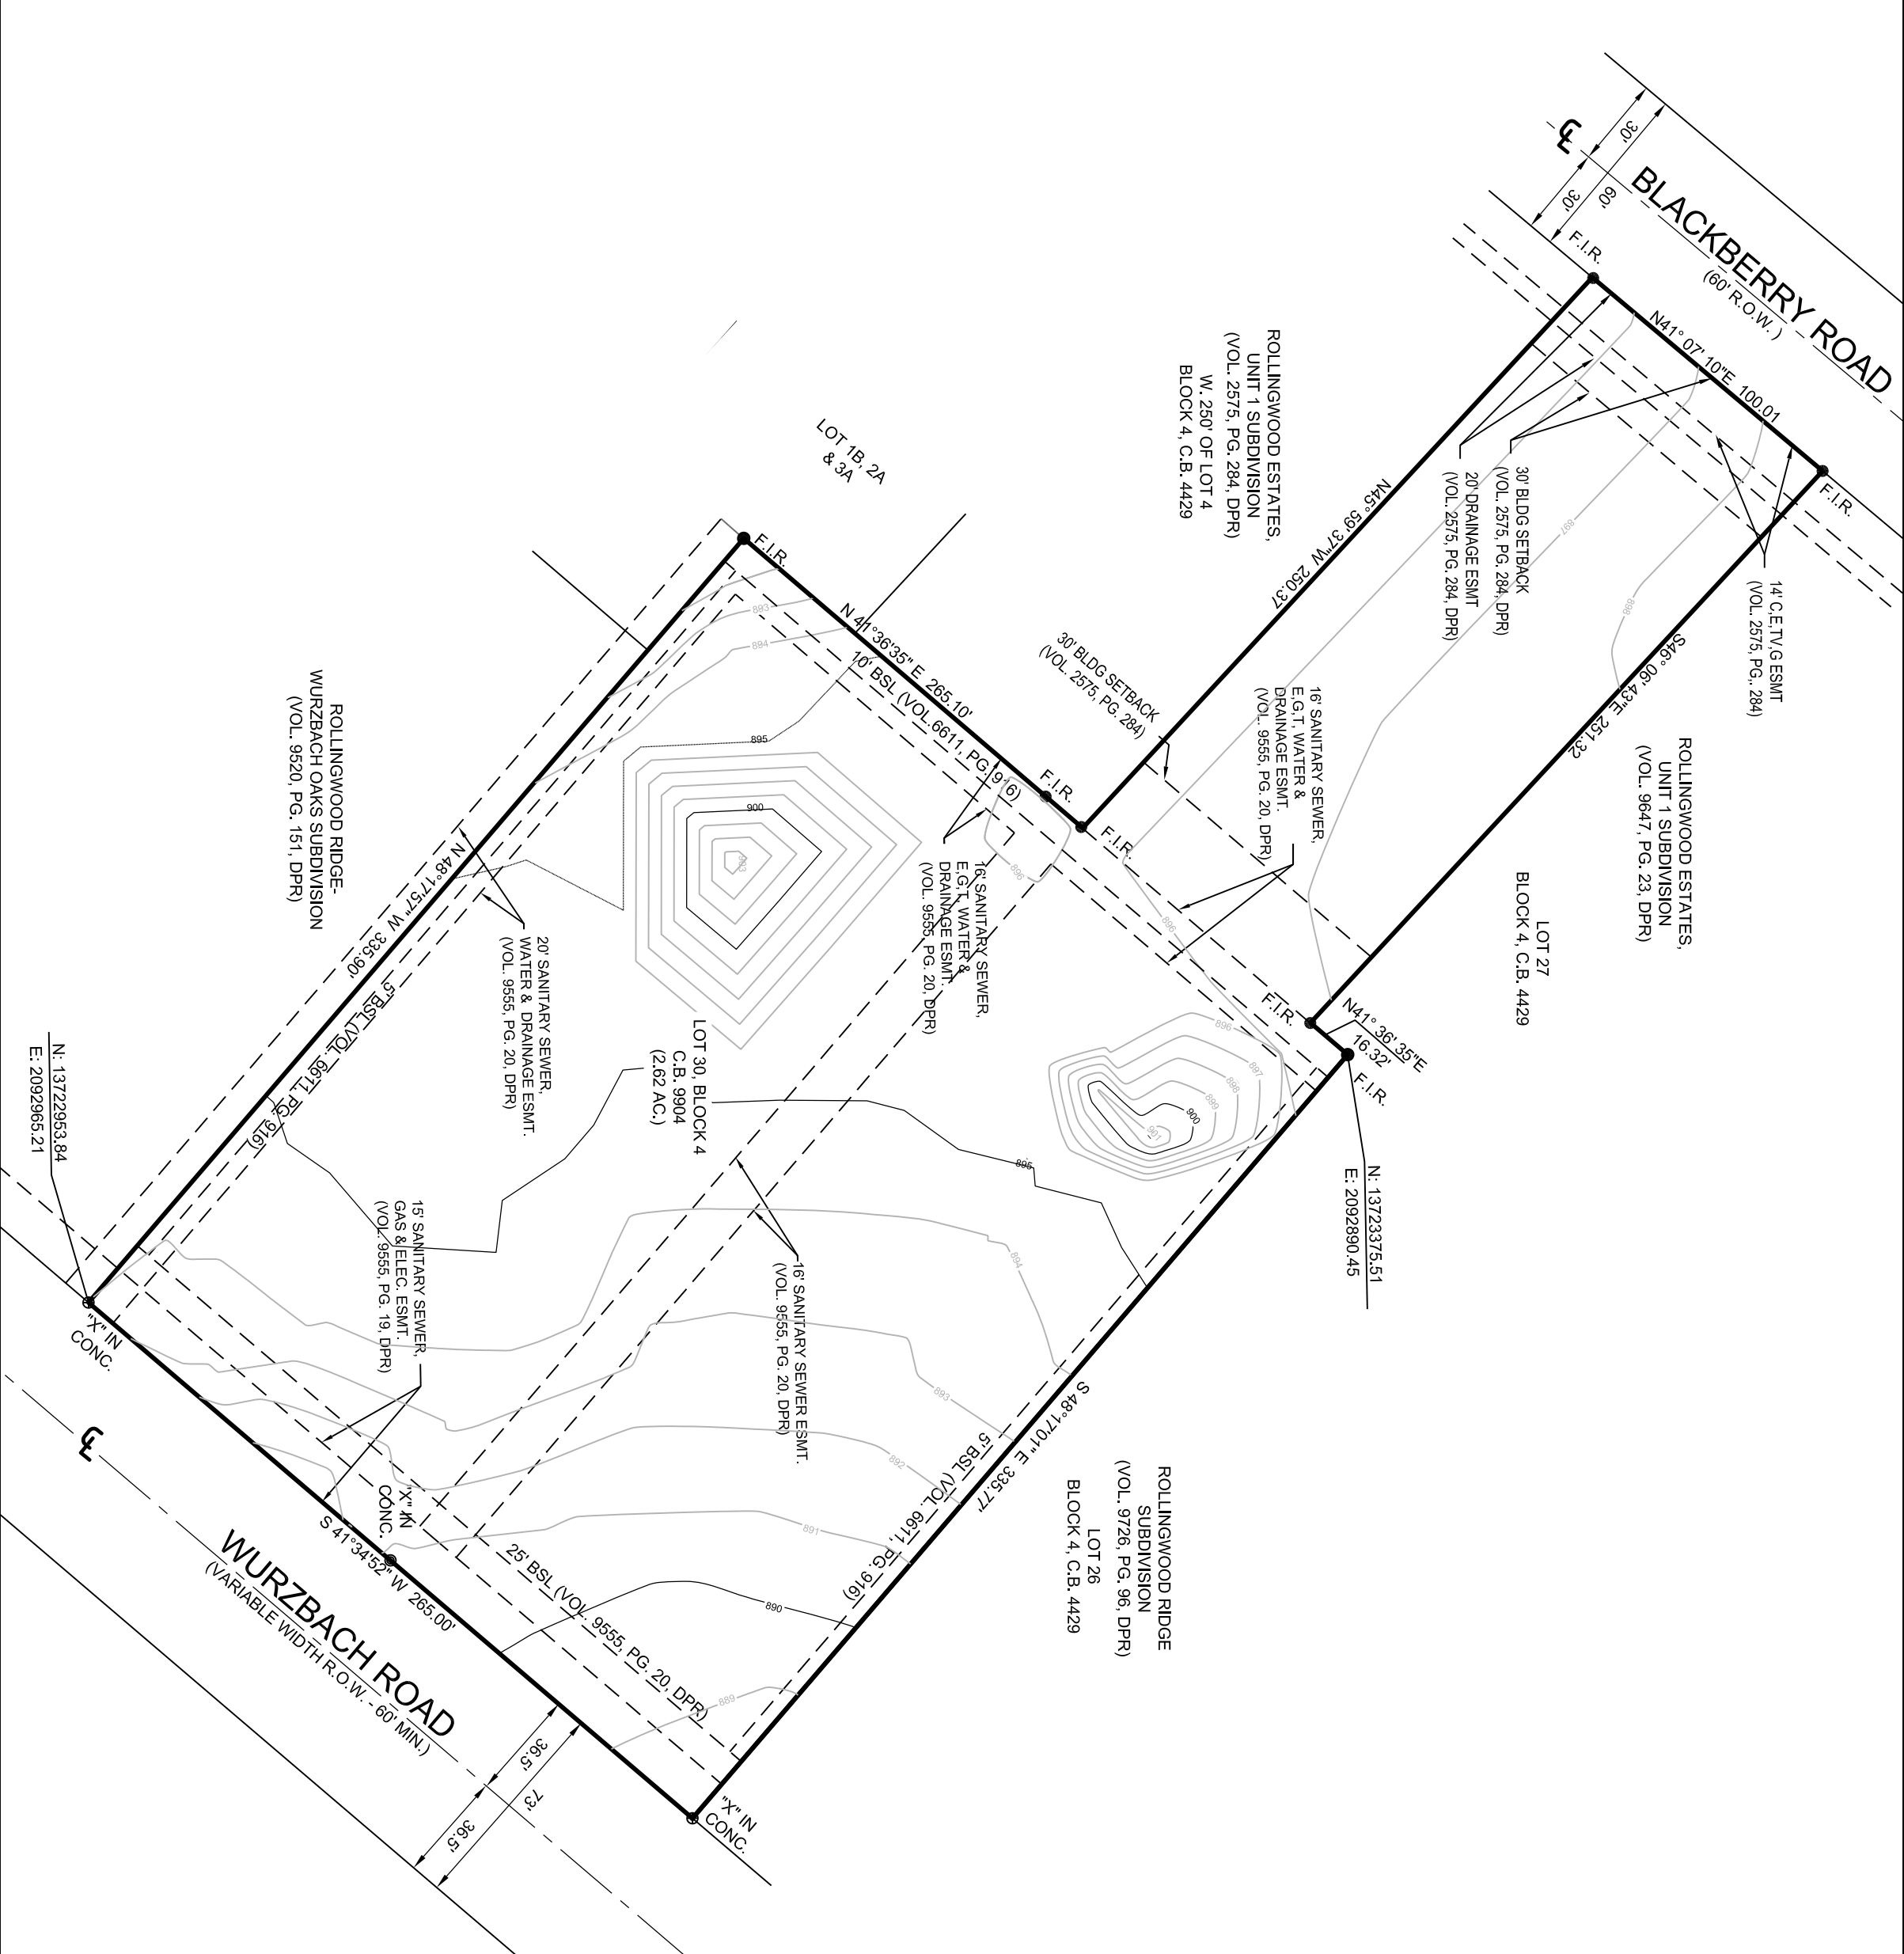 BLACKBERRY ROAD
(60' R.O.W. )
30'
30'
60'
℄
F.I.R.
N41° 07' 10"E  100.01
F.I.R.
30' BLDG SETBACK
(VOL. 2575, PG. 284, DPR)
20' DRAINAGE ESMT
(VOL. 2575, PG. 284, DPR)
14' C,E,TV,G ESMT
(VOL. 2575, PG,. 284)
ROLLINGWOOD ESTATES,
UNIT 1 SUBDIVISION
(VOL. 2575, PG. 284, DPR)
W. 250' OF LOT 4
BLOCK 4, C.B. 4429
N45° 59' 37"W  250.37
897
898
S46° 06' 43"E  251.32
ROLLINGWOOD ESTATES,
UNIT 1 SUBDIVISION
(VOL. 9647, PG. 23, DPR)
LOT 27
BLOCK 4, C.B. 4429
LOT 1B, 2A
& 3A
30' BLDG SETBACK
(VOL. 2575, PG. 284)
16' SANITARY SEWER,
E,G,T, WATER &
DRAINAGE ESMT.
(VOL. 9555, PG. 20, DPR)
F.I.R.
N 41°36'35" E  265.10'
10' BSL (VOL.6611, PG. 916)
F.I.R.
F.I.R.
893
894
895
900
903
896
896
16' SANITARY SEWER,
E,G,T, WATER &
DRAINAGE ESMT.
(VOL. 9555, PG. 20, DPR)
F.I.R.
N41° 36' 35"E
16.32'
F.I.R.
N: 13723375.51
E: 2092890.45
896
897
898
899
900
901
ROLLINGWOOD RIDGE-
WURZBACH OAKS SUBDIVISION
(VOL. 9520, PG. 151, DPR)
N 48°17'57" W  335.90'
5' BSL (VOL. 6611, PG. 916)
20' SANITARY SEWER,
WATER &  DRAINAGE ESMT.
(VOL. 9555, PG. 20, DPR)
LOT 30, BLOCK 4
C.B. 9904
(2.62 AC.)
895
894
893
892
891
890
889
N: 13722953.84
E: 2092965.21
15' SANITARY SEWER,
GAS & ELEC. ESMT.
(VOL. 9555, PG. 19, DPR)
16' SANITARY SEWER ESMT.
(VOL. 9555, PG. 20, DPR)
S 48°17'01" E  335.77'
5' BSL (VOL. 6611, PG. 916)
ROLLINGWOOD RIDGE
SUBDIVISION
(VOL. 9726, PG. 96, DPR)
LOT 26
BLOCK 4, C.B. 4429
"X" IN
CONC.
"X" IN
CONC.
S 41°34'52" W  265.00'
25' BSL (VOL. 9555, PG. 20, DPR)
℄
WURZBACH ROAD
(VARIABLE WIDTH R.O.W. - 60' MIN.)
36.5'
36.5'
73'
"X" IN
CONC.